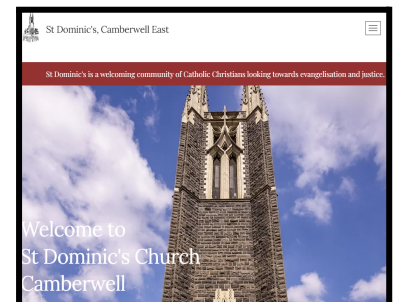 St Dominic's, Camberwell East
St Dominic's is a welcoming community of Catholic Christians looking towards evangelisation and justice.
Welcome to
St Dominic's Church
Camberwell